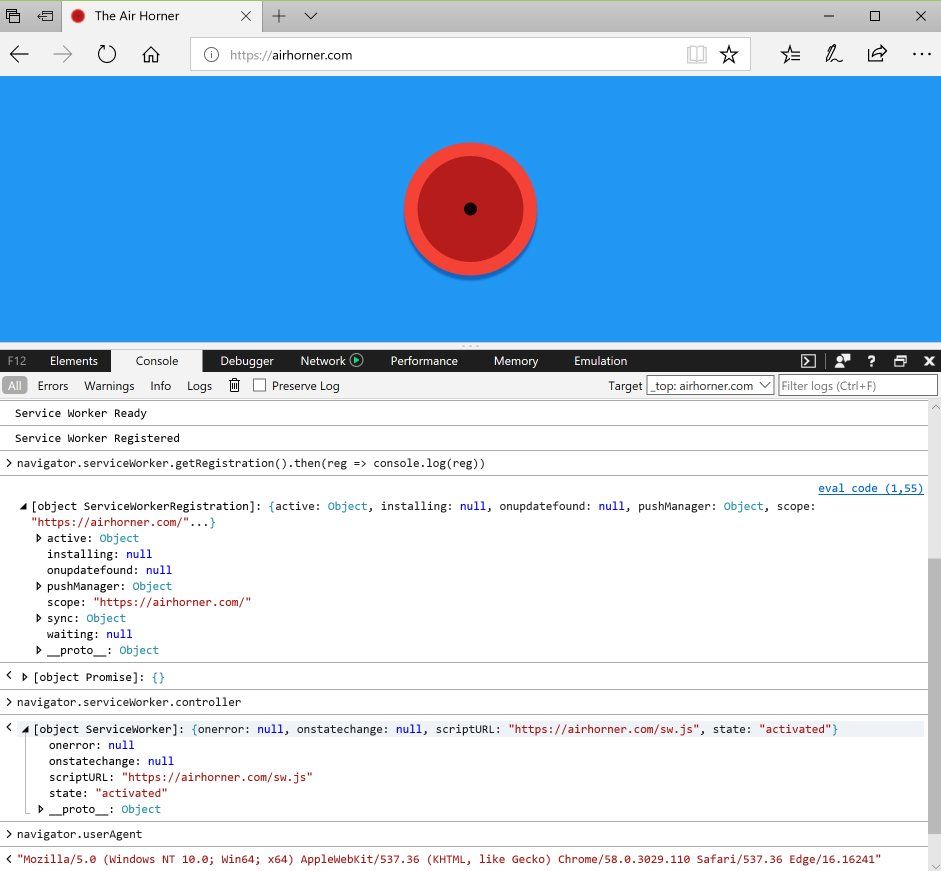 The Air Horner
https://airhorner.com
F12 Elements Console Debugger Network Performance Memory Emulation ?
All Errors Warnings Info Logs Preserve Log Target _top: airhorner.com Filter logs (Ctrl+F)
Service Worker Ready
Service Worker Registered
> navigator.serviceWorker.getRegistration().then(reg => console.log(reg))
eval code (1,55)
[object ServiceWorkerRegistration]: {active: Object, installing: null, onupdatefound: null, pushManager: Object, scope:
"https://airhorner.com/"...}
active: Object
installing: null
onupdatefound: null
pushManager: Object
scope: "https://airhorner.com/"
sync: Object
waiting: null
__proto__: Object
< [object Promise]: {}
> navigator.serviceWorker.controller
< [object ServiceWorker]: {onerror: null, onstatechange: null, scriptURL: "https://airhorner.com/sw.js", state: "activated"}
onerror: null
onstatechange: null
scriptURL: "https://airhorner.com/sw.js"
state: "activated"
__proto__: Object
> navigator.userAgent
< "Mozilla/5.0 (Windows NT 10.0; Win64; x64) AppleWebKit/537.36 (KHTML, like Gecko) Chrome/58.0.3029.110 Safari/537.36 Edge/16.16241"